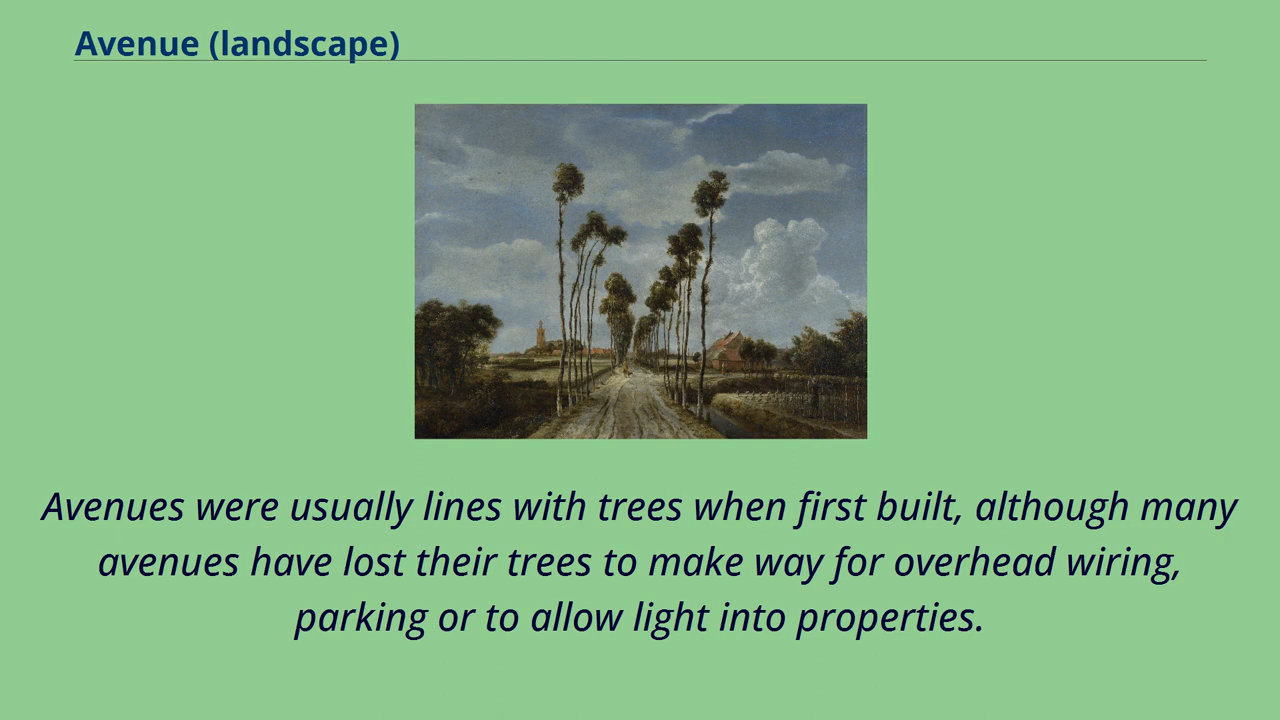 Avenue (landscape)
Avenues were usually lines with trees when first built, although many
avenues have lost their trees to make way for overhead wiring,
parking or to allow light into properties.